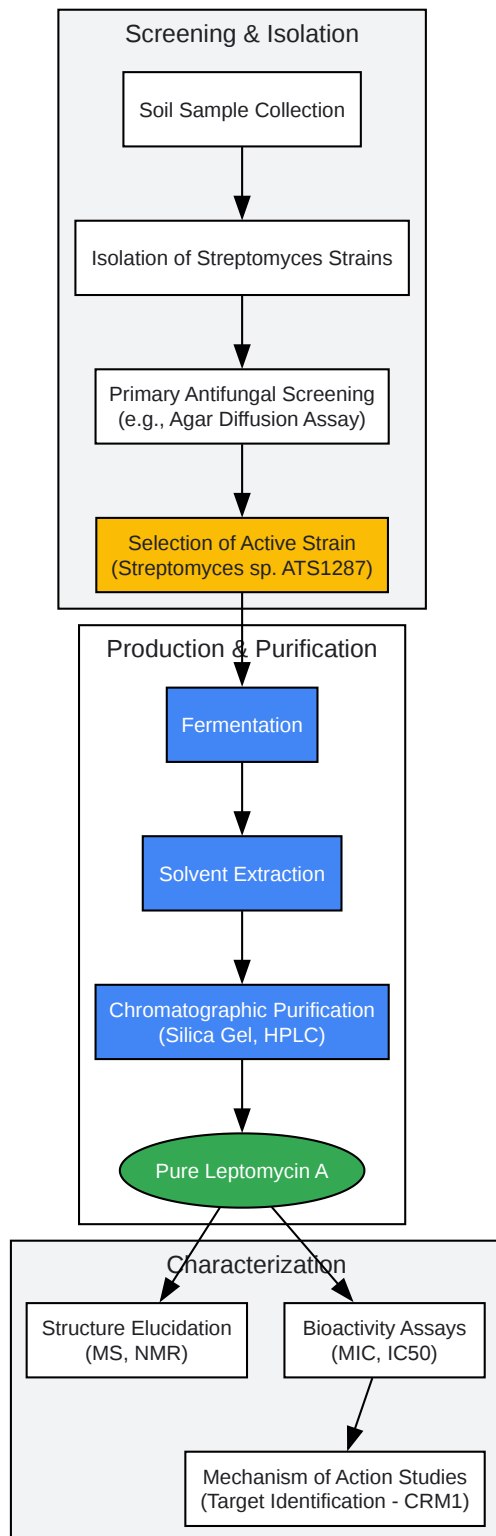 Screening & Isolation
Soil Sample Collection
Isolation of Streptomyces Strains
Primary Antifungal Screening
(e.g., Agar Diffusion Assay)
Selection of Active Strain
(Streptomyces sp. ATS1287)
Production & Purification
Fermentation
Solvent Extraction
Chromatographic Purification
(Silica Gel, HPLC)
Pure Leptomycin A
Characterization
Structure Elucidation
(MS, NMR)
Bioactivity Assays
(MIC, IC50)
Mechanism of Action Studies
(Target Identification - CRM1)